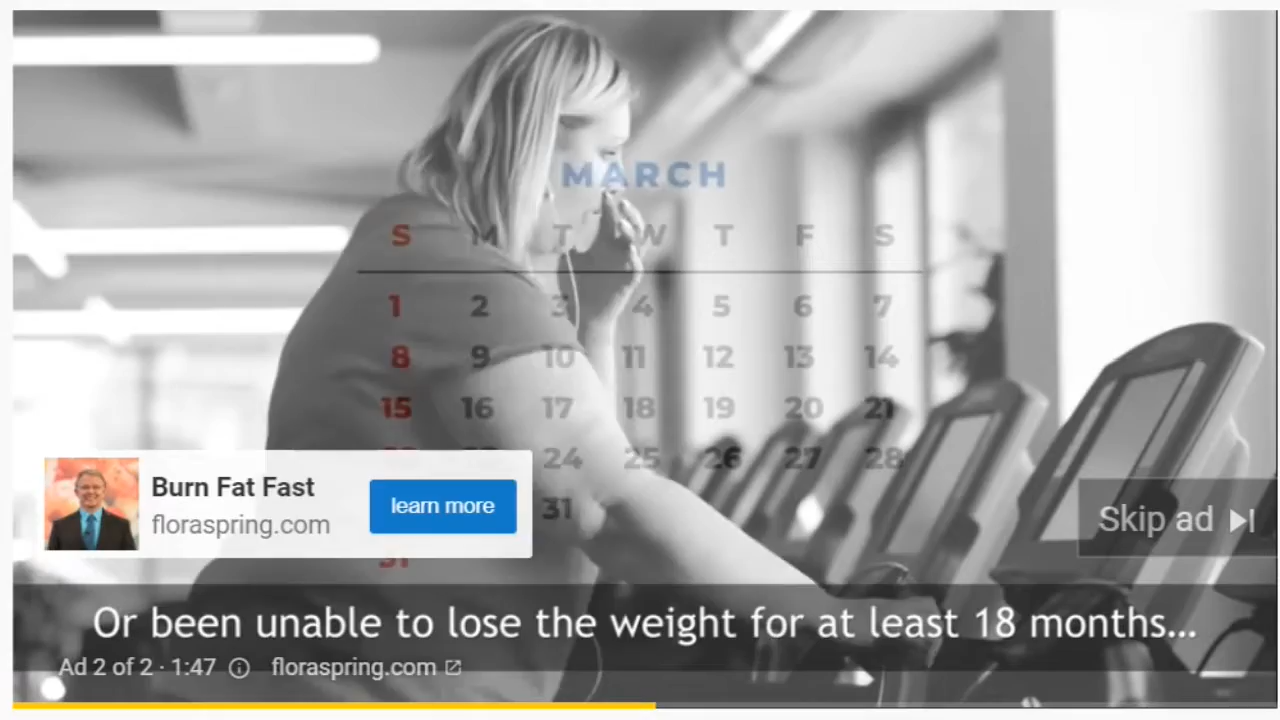 MARCH
S M T W T F S
1 2 3 4 5 6 7
8 9 10 11 12 13 14
15 16 17 18 19 20 21
24 25 26 27 28
31
31
Burn Fat Fast
floraspring.com
learn more
Skip ad
Or been unable to lose the weight for at least 18 months...
Ad 2 of 2 · 1:47 floraspring.com